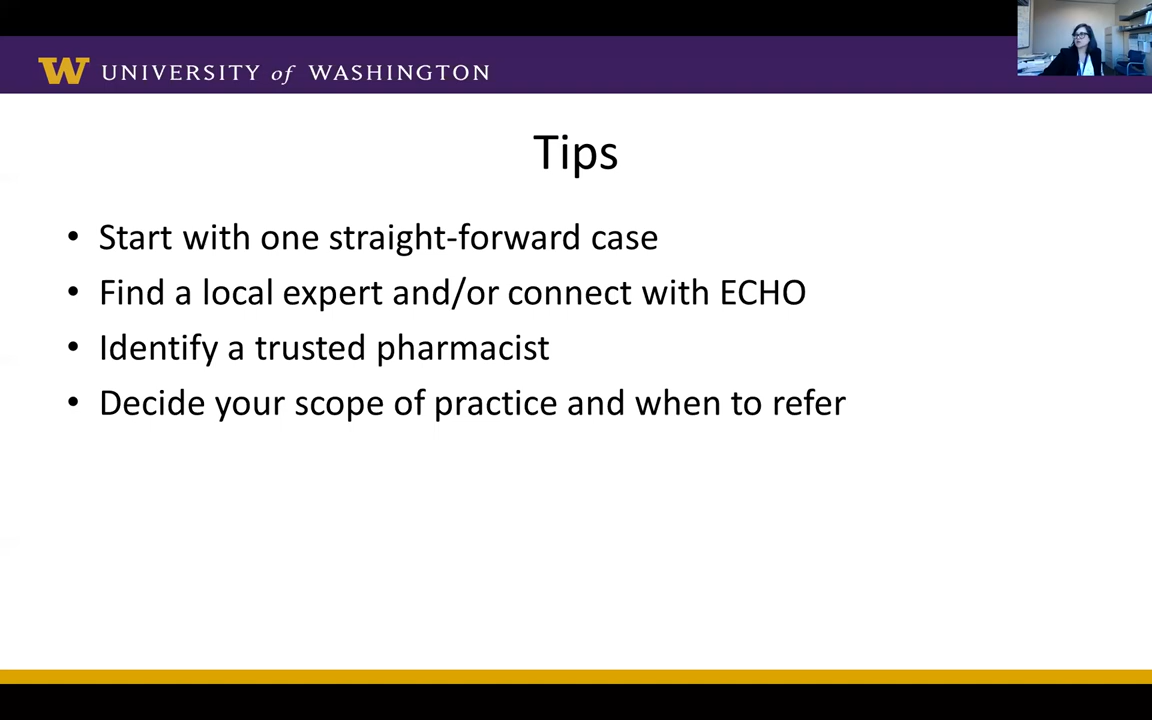 W UNIVERSITY of WASHINGTON
Tips
• Start with one straight-forward case
• Find a local expert and/or connect with ECHO
• Identify a trusted pharmacist
• Decide your scope of practice and when to refer